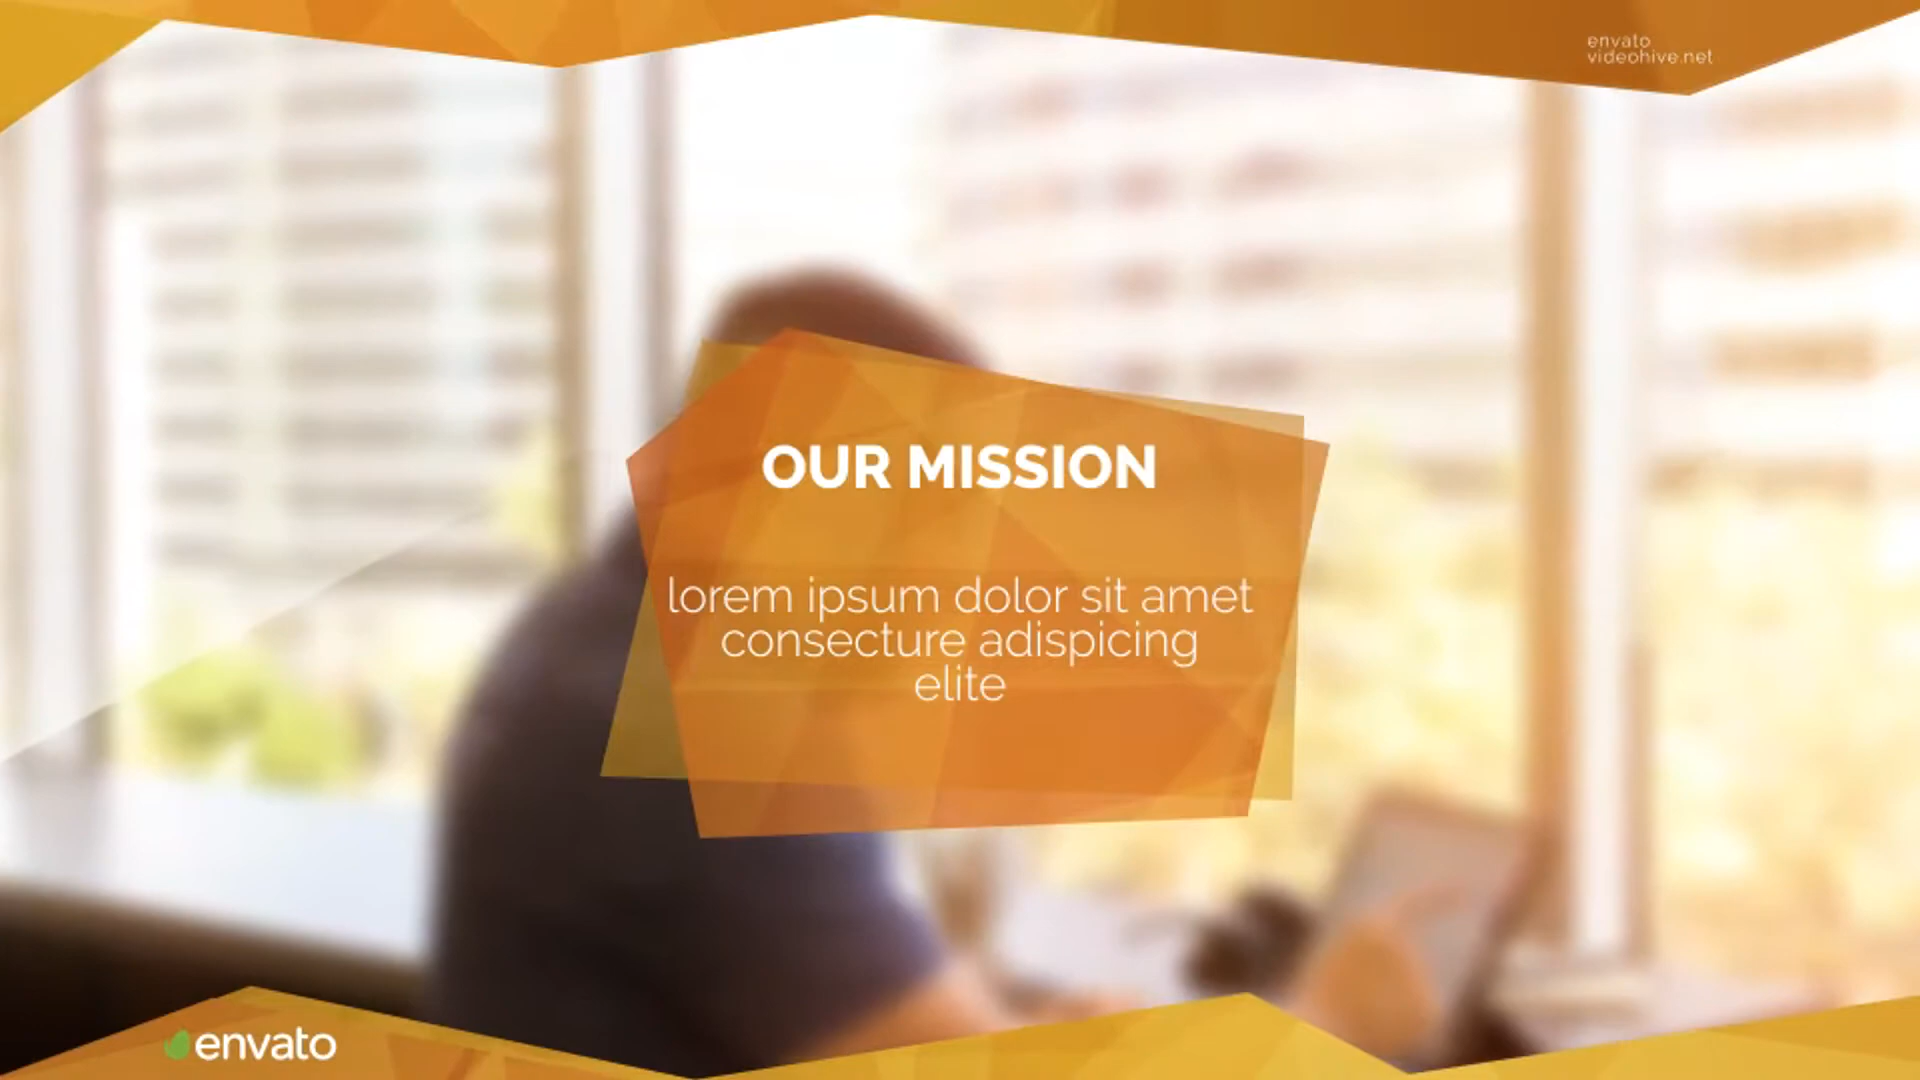 envato
videohive.net
OUR MISSION
lorem ipsum dolor sit amet
consecture adispicing
elite
envato